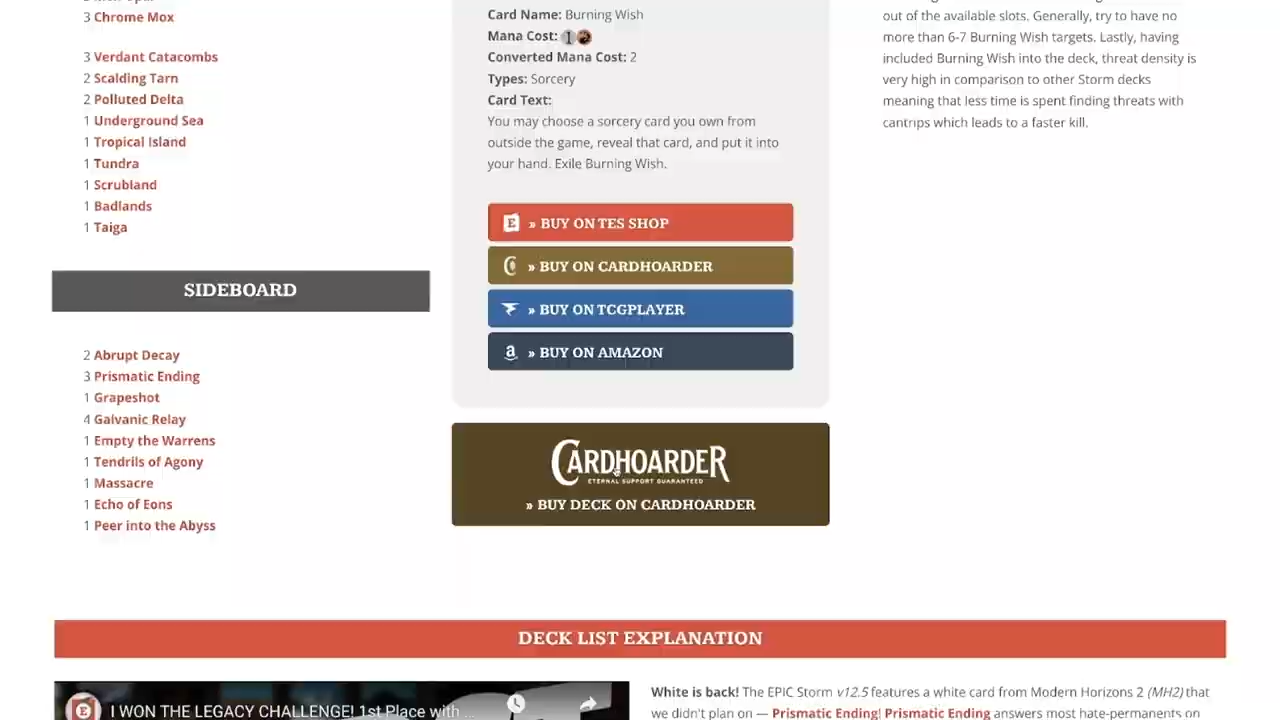 3 Chrome Mox
3 Verdant Catacombs
2 Scalding Tarn
2 Polluted Delta
1 Underground Sea
1 Tropical Island
1 Tundra
1 Scrubland
1 Badlands
1 Taiga
SIDEBOARD
2 Abrupt Decay
3 Prismatic Ending
1 Grapeshot
4 Galvanic Relay
1 Empty the Warrens
1 Tendrils of Agony
1 Massacre
1 Echo of Eons
1 Peer into the Abyss
Card Name: Burning Wish
Mana Cost: 1
Converted Mana Cost: 2
Types: Sorcery
Card Text:
You may choose a sorcery card you own from
outside the game, reveal that card, and put it into
your hand. Exile Burning Wish.
E » BUY ON TES SHOP
» BUY ON CARDHOARDER
» BUY ON TCGPLAYER
a » BUY ON AMAZON
CARDHOARDER
ETERNAL SUPPORT GUARANTEED
» BUY DECK ON CARDHOARDER
out of the available slots. Generally, try to have no
more than 6-7 Burning Wish targets. Lastly, having
included Burning Wish into the deck, threat density is
very high in comparison to other Storm decks
meaning that less time is spent finding threats with
cantrips which leads to a faster kill.
DECK LIST EXPLANATION
E I WON THE LEGACY CHALLENGE! 1st Place with ...
White is back! The EPIC Storm v12.5 features a white card from Modern Horizons 2 (MH2) that
we didn't plan on — Prismatic Ending! Prismatic Ending answers most hate-permanents on